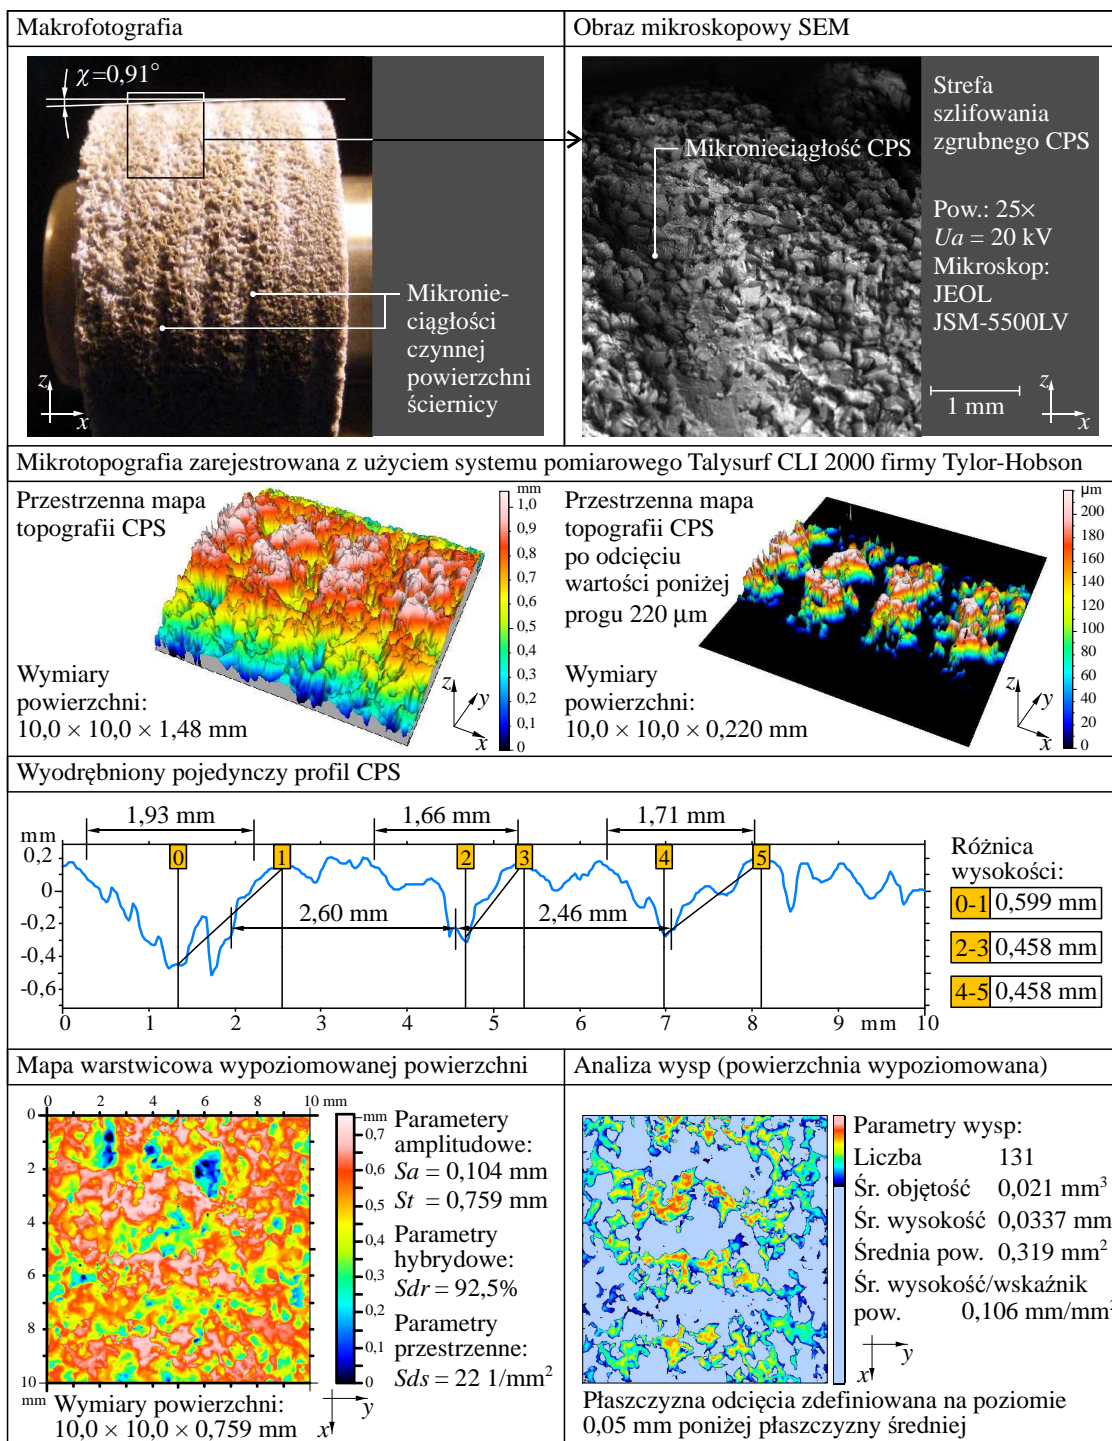 Makrofotografia
χ=0,91°
Mikronie-
ciągłości
czynnej
powierzchni
ściernicy
z
x
Obraz mikroskopowy SEM
Mikronieciągłość CPS
Strefa
szlifowania
zgrubnego CPS
Pow.: 25×
Ua = 20 kV
Mikroskop:
JEOL
JSM-5500LV
1 mm
z
x
Mikrotopografia zarejestrowana z użyciem systemu pomiarowego Talysurf CLI 2000 firmy Tylor-Hobson
Przestrzenna mapa
topografii CPS
Wymiary
powierzchni:
10,0 × 10,0 × 1,48 mm
z
y
x
mm
1,0
0,9
0,8
0,7
0,6
0,5
0,4
0,3
0,2
0,1
0
Przestrzenna mapa
topografii CPS
po odcięciu
wartości poniżej
progu 220 μm
Wymiary
powierzchni:
10,0 × 10,0 × 0,220 mm
z
y
x
μm
200
180
160
140
120
100
80
60
40
20
0
Wyodrębniony pojedynczy profil CPS
1,93 mm
1,66 mm
1,71 mm
mm
0,2
0
-0,2
-0,4
-0,6
0 1 2 3 4 5
2,60 mm
2,46 mm
0 1 2 3 4 5 6 7 8 mm 10
Różnica
wysokości:
0-1 0,599 mm
2-3 0,458 mm
4-5 0,458 mm
Mapa warstwicowa wypoziomowanej powierzchni
0 2 4 6 8 mm 10
0
2
4
6
8
10
mm
mm
0,7
0,6
0,5
0,4
0,3
0,2
0,1
0
Parametery
amplitudowe:
Sa = 0,104 mm
St = 0,759 mm
Parametry
hybrydowe:
Sdr = 92,5%
Parametry
przestrzenne:
Sds = 22 1/mm²
Wymiary powierzchni:
10,0 × 10,0 × 0,759 mm
y
x
Analiza wysp (powierzchnia wypoziomowana)
Parametry wysp:
Liczba 131
Śr. objętość 0,021 mm³
Śr. wysokość 0,0337 mm
Średnia pow. 0,319 mm²
Śr. wysokość/wskaźnik
pow. 0,106 mm/mm²
y
x
Płaszczyzna odcięcia zdefiniowana na poziomie
0,05 mm poniżej płaszczyzny średniej